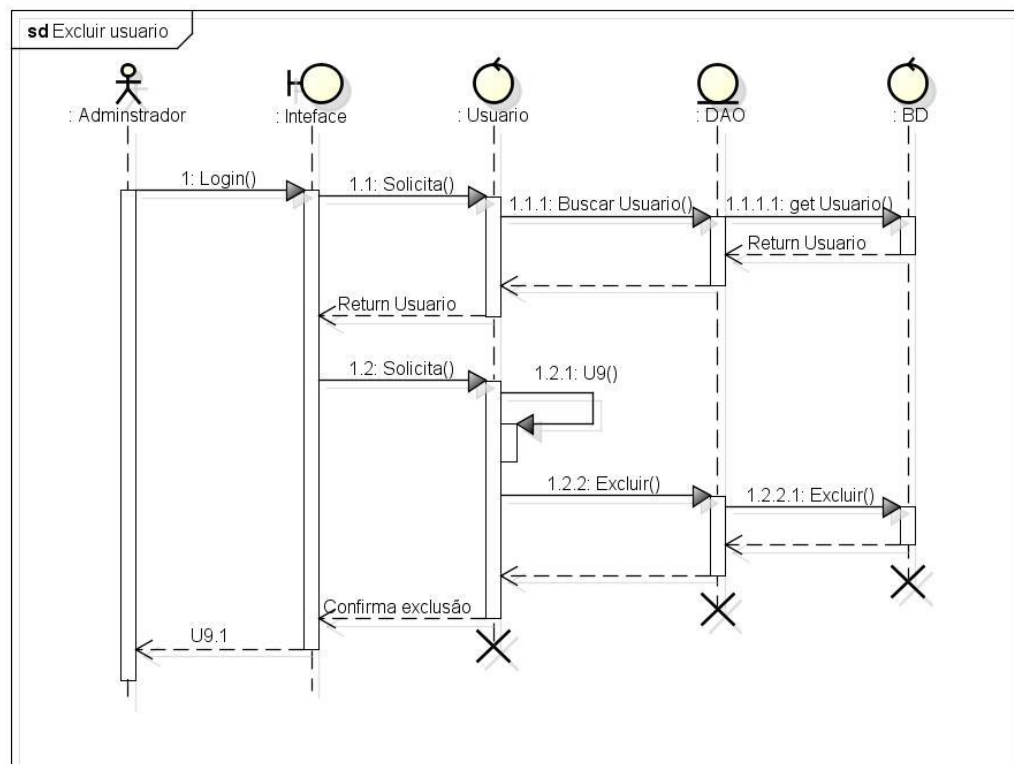 sd Excluir usuario
: Adminstrador
: Inteface
: Usuario
: DAO
: BD
1: Login()
1.1: Solicita()
1.1.1: Buscar Usuario()
1.1.1.1: get Usuario()
Return Usuario
Return Usuario
1.2: Solicita()
1.2.1: U9()
1.2.2: Excluir()
1.2.2.1: Excluir()
Confirma exclusão
U9.1